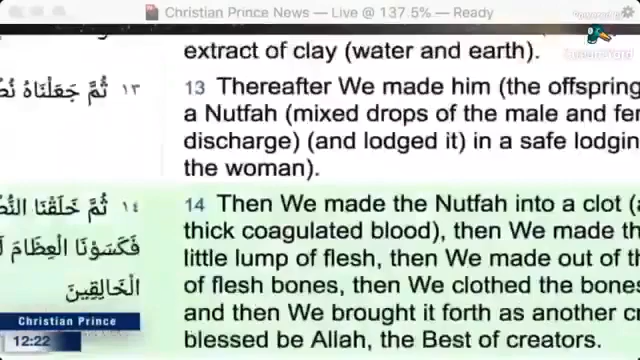 Christian Prince News — Live @ 137.5% — Ready
extract of clay (water and earth).
١٣ ثُمَّ جَعَلْنَاهُ
13 Thereafter We made him (the offspring
a Nutfah (mixed drops of the male and
discharge) (and lodged it) in a safe
the woman).
١٤ ثُمَّ خَلَقْنَا
فَكَسَوْنَا الْعِظَامَ
الْخَالِقِينَ
14 Then We made the Nutfah into a clot
thick coagulated blood), then We made
little lump of flesh, then We made out of
of flesh bones, then We clothed the bones
and then We brought it forth as another
blessed be Allah, the Best of creators.
Christian Prince
12:22